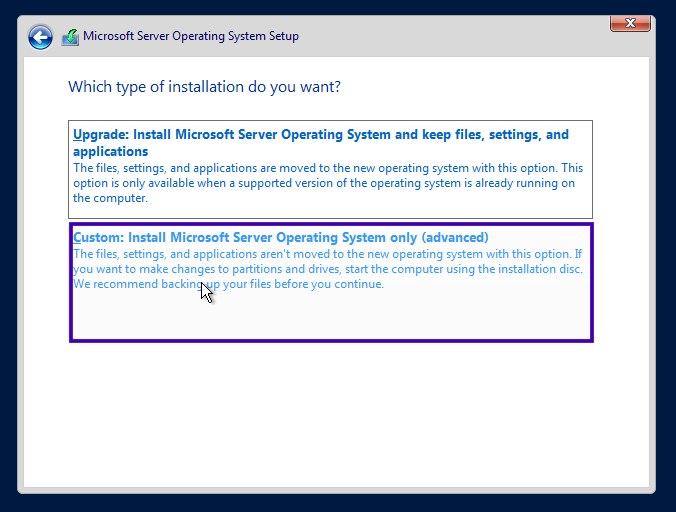 Microsoft Server Operating System Setup
Which type of installation do you want?
Upgrade: Install Microsoft Server Operating System and keep files, settings, and
applications
The files, settings, and applications are moved to the new operating system with this option. This
option is only available when a supported version of the operating system is already running on
the computer.
Custom: Install Microsoft Server Operating System only (advanced)
The files, settings, and applications aren't moved to the new operating system with this option. If
you want to make changes to partitions and drives, start the computer using the installation disc.
We recommend backing up your files before you continue.